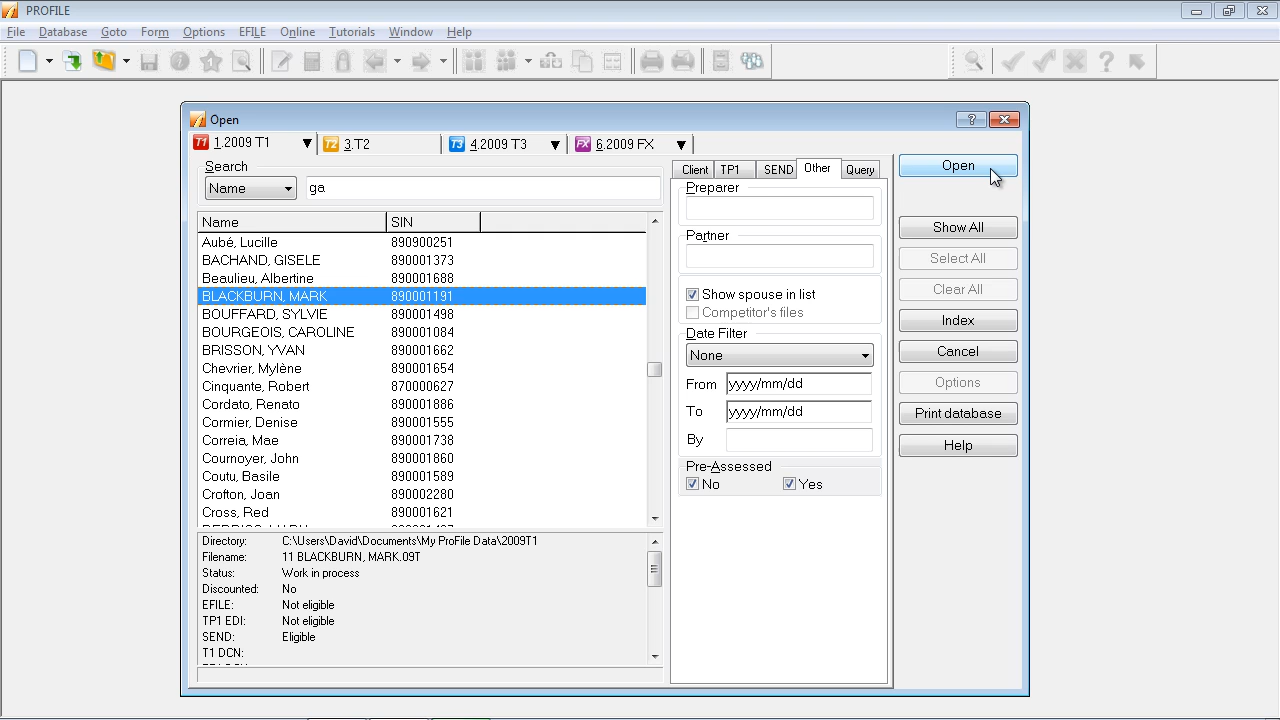 PROFILE
File Database Goto Form Options EFILE Online Tutorials Window Help
Open
T1 1.2009 T1 T2 3.T2 T3 4.2009 T3 FX 6.2009 FX
Search
Name ga
Name SIN
Aubé, Lucille 890900251
BACHAND, GISELE 890001373
Beaulieu, Albertine 890001688
BLACKBURN, MARK 890001191
BOUFFARD, SYLVIE 890001498
BOURGEOIS, CAROLINE 890001084
BRISSON, YVAN 890001662
Chevrier, Mylène 890001654
Cinquante, Robert 870000627
Cordato, Renato 890001886
Cormier, Denise 890001555
Correia, Mae 890001738
Cournoyer, John 890001860
Coutu, Basile 890001589
Crofton, Joan 890002280
Cross, Red 890001621
Directory: C:\Users\David\Documents\My ProFile Data\2009T1
Filename: 11 BLACKBURN, MARK.09T
Status: Work in process
Discounted: No
EFILE: Not eligible
TP1 EDI: Not eligible
SEND: Eligible
T1 DCN:
Client TP1 SEND Other Query
Preparer
Partner
Show spouse in list
Competitor's files
Date Filter
None
From yyyy/mm/dd
To yyyy/mm/dd
By
Pre-Assessed
No Yes
Open
Show All
Select All
Clear All
Index
Cancel
Options
Print database
Help